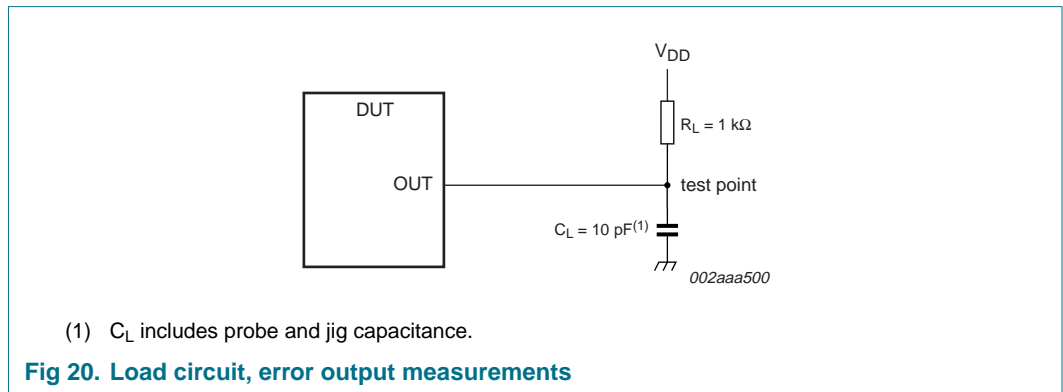 V_DD
DUT
R_L = 1 kΩ
OUT
test point
C_L = 10 pF(1)
002aaa500
(1) C_L includes probe and jig capacitance.
Fig 20. Load circuit, error output measurements